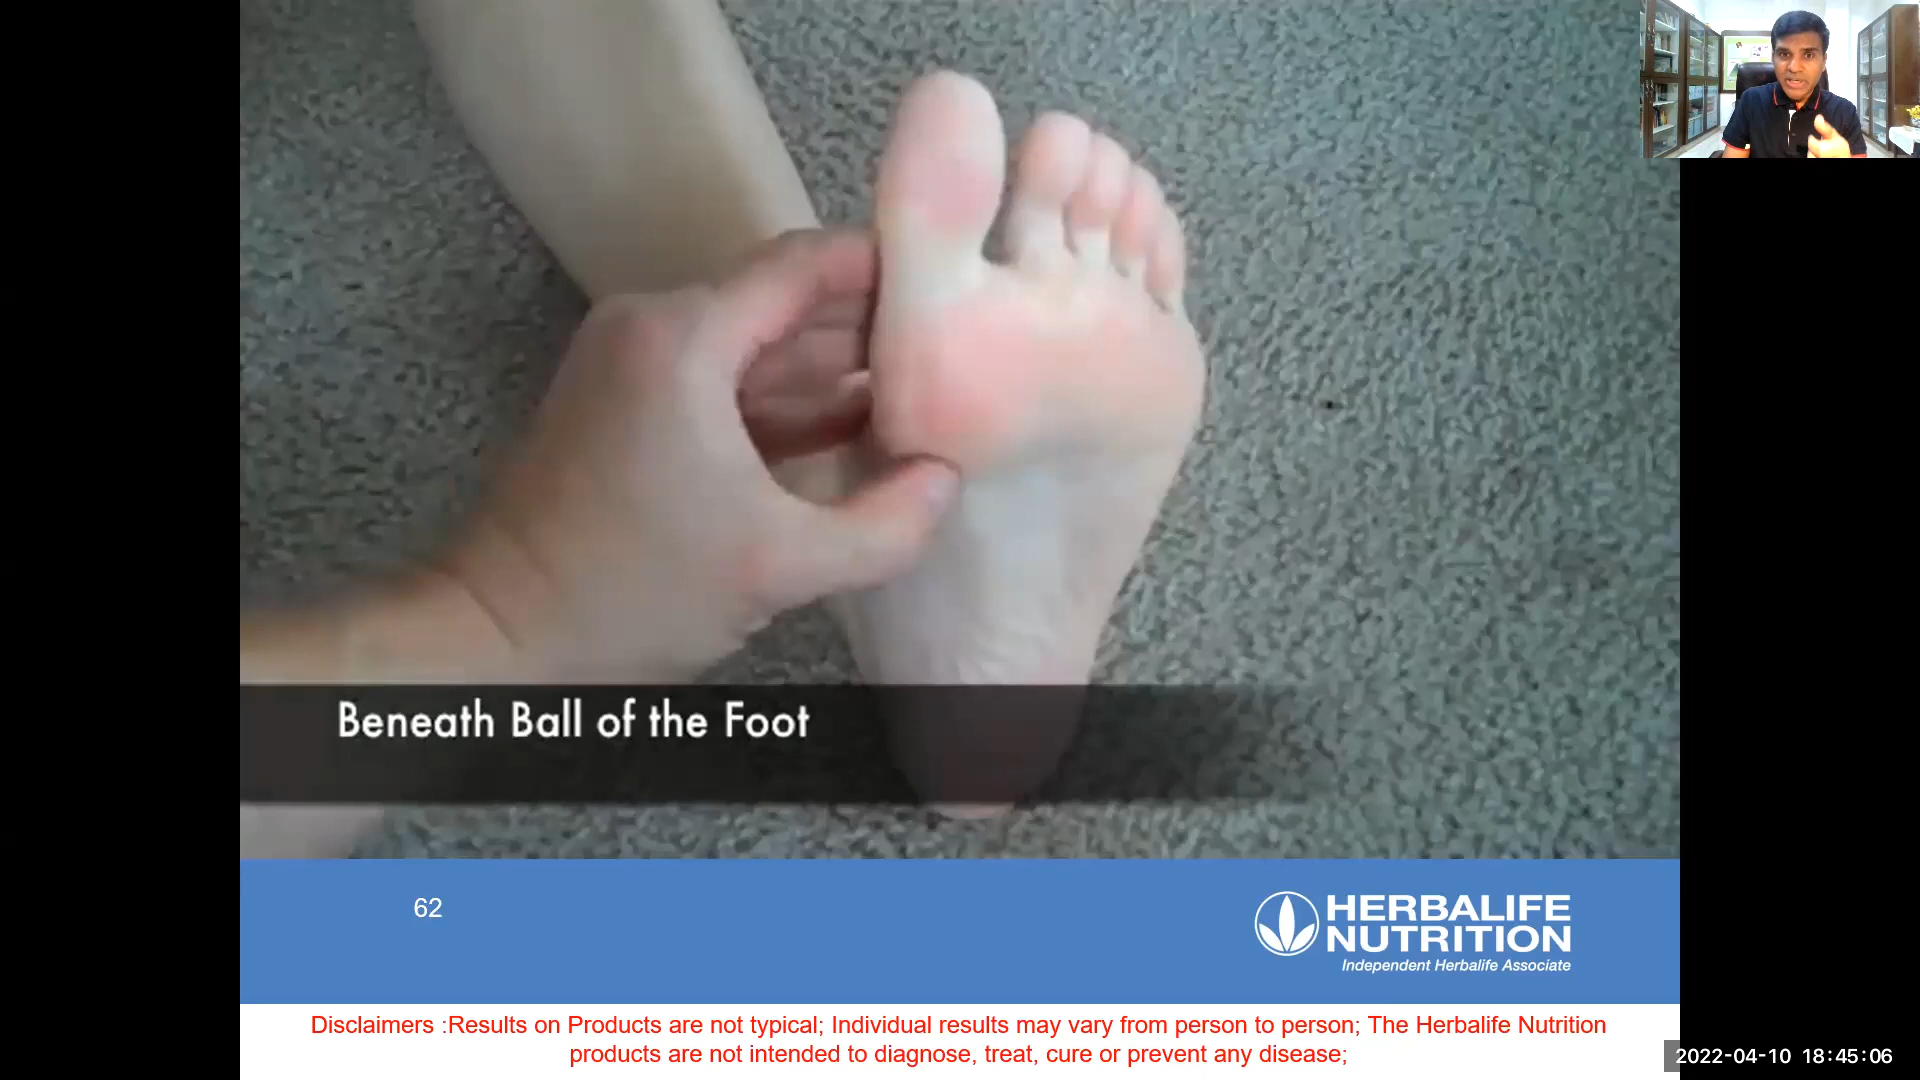 Beneath Ball of the Foot
62
HERBALIFE
NUTRITION
Independent Herbalife Associate
Disclaimers :Results on Products are not typical; Individual results may vary from person to person; The Herbalife Nutrition
products are not intended to diagnose, treat, cure or prevent any disease;
2022-04-10 18:45:06